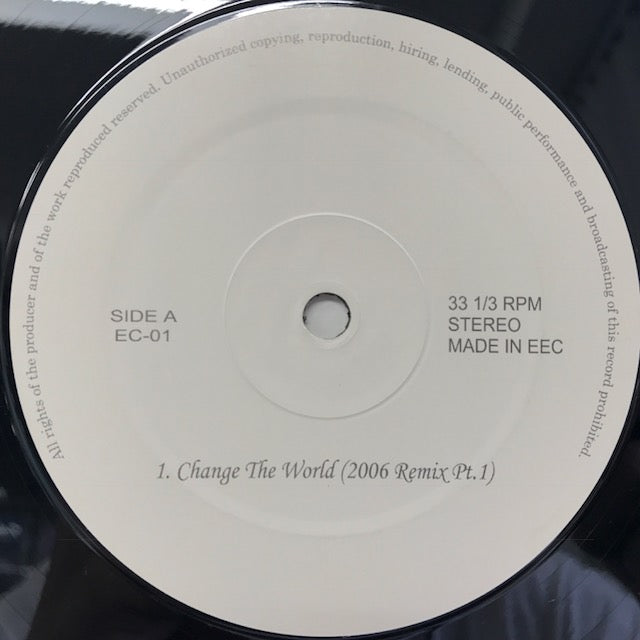 All rights of the producer and of the work reproduced reserved. Unauthorized copying, reproduction, hiring, lending, public performance and broadcasting of this record prohibited.
SIDE A
EC-01
33 1/3 RPM
STEREO
MADE IN EEC
1. Change The World (2006 Remix Pt.1)